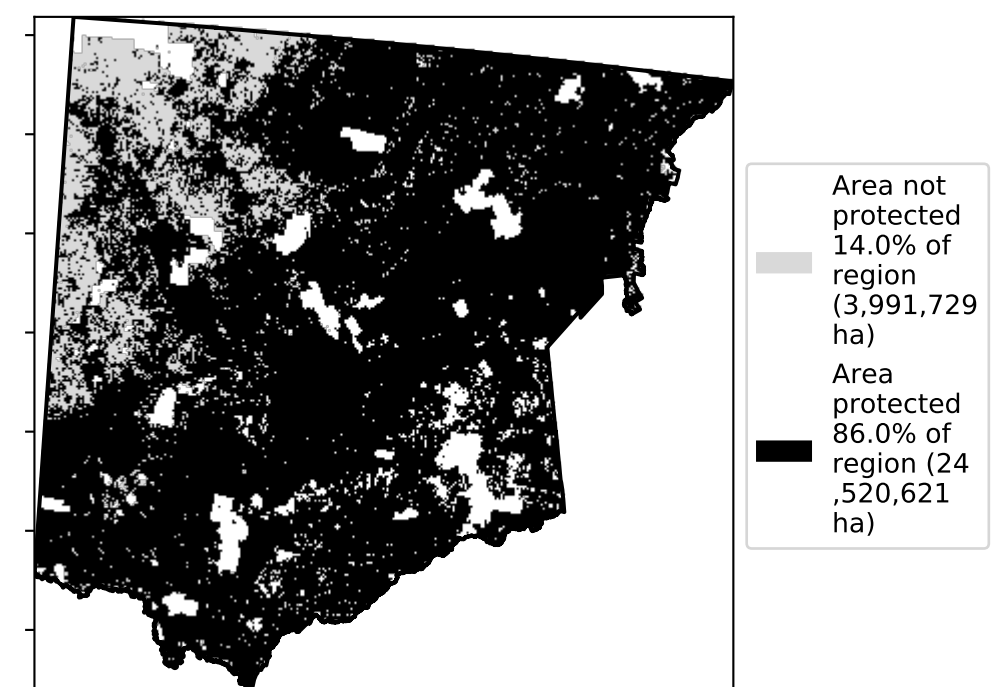 Area not
protected
14.0% of
region
(3,991,729
ha)
Area
protected
86.0% of
region (24
,520,621
ha)